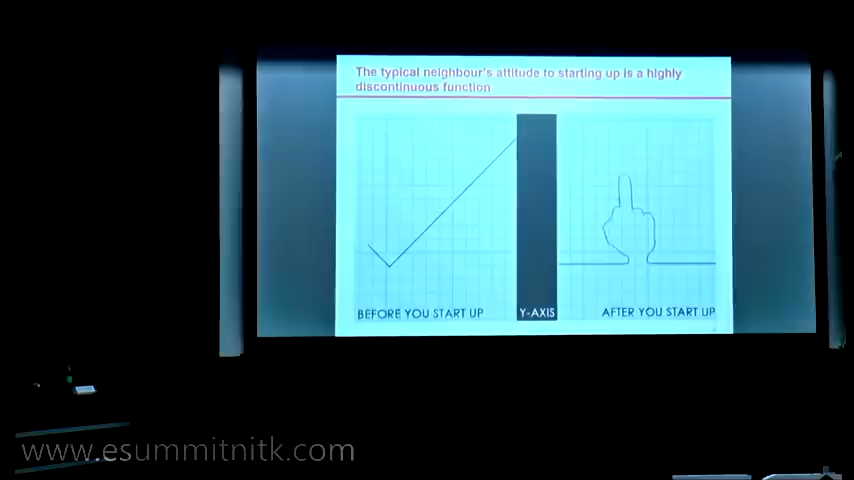 The typical neighbour's attitude to starting up is a highly
discontinuous function
BEFORE YOU START UP
Y-AXIS
AFTER YOU START UP
www.esummitnitk.com